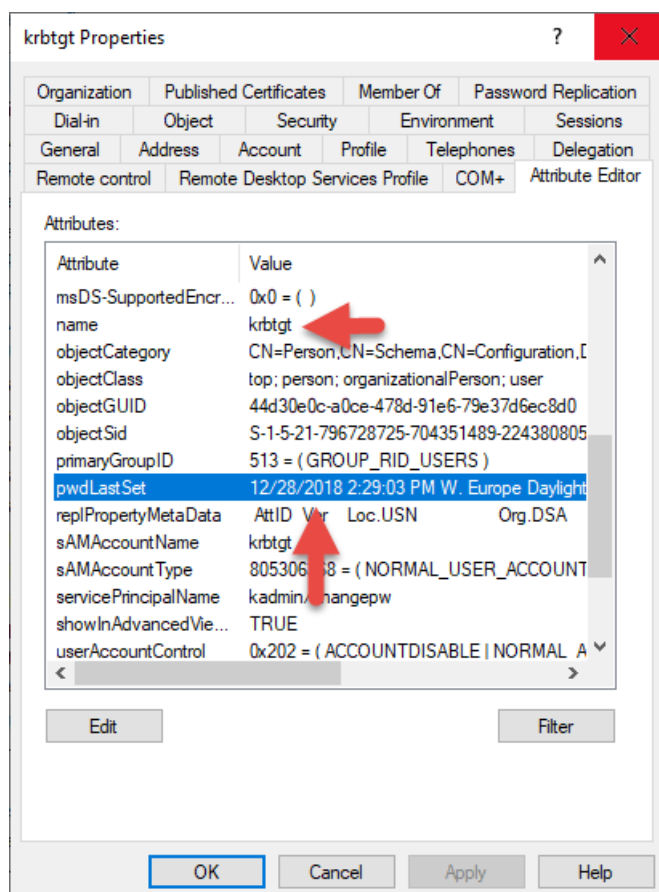 krbtgt Properties ?
Organization Published Certificates Member Of Password Replication
Dial-in Object Security Environment Sessions
General Address Account Profile Telephones Delegation
Remote control Remote Desktop Services Profile COM+ Attribute Editor
Attributes:
Attribute Value
msDS-SupportedEncr... 0x0 = ( )
name krbtgt
objectCategory CN=Person,CN=Schema,CN=Configuration,
objectClass top; person; organizationalPerson; user
objectGUID 44d30e0c-a0ce-478d-91e6-79e37d6ec8d0
objectSid S-1-5-21-796728725-704351489-224380805
primaryGroupID 513 = ( GROUP_RID_USERS )
pwdLastSet 12/28/2018 2:29:03 PM W. Europe Daylight
replPropertyMetaData AttID Ver Loc.USN Org.DSA
sAMAccountName krbtgt
sAMAccountType = ( NORMAL_USER_ACCOUNT
servicePrincipalName
showInAdvancedVie... TRUE
userAccountControl 0x202 = ( ACCOUNTDISABLE | NORMAL_A
Edit Filter
OK Cancel Apply Help